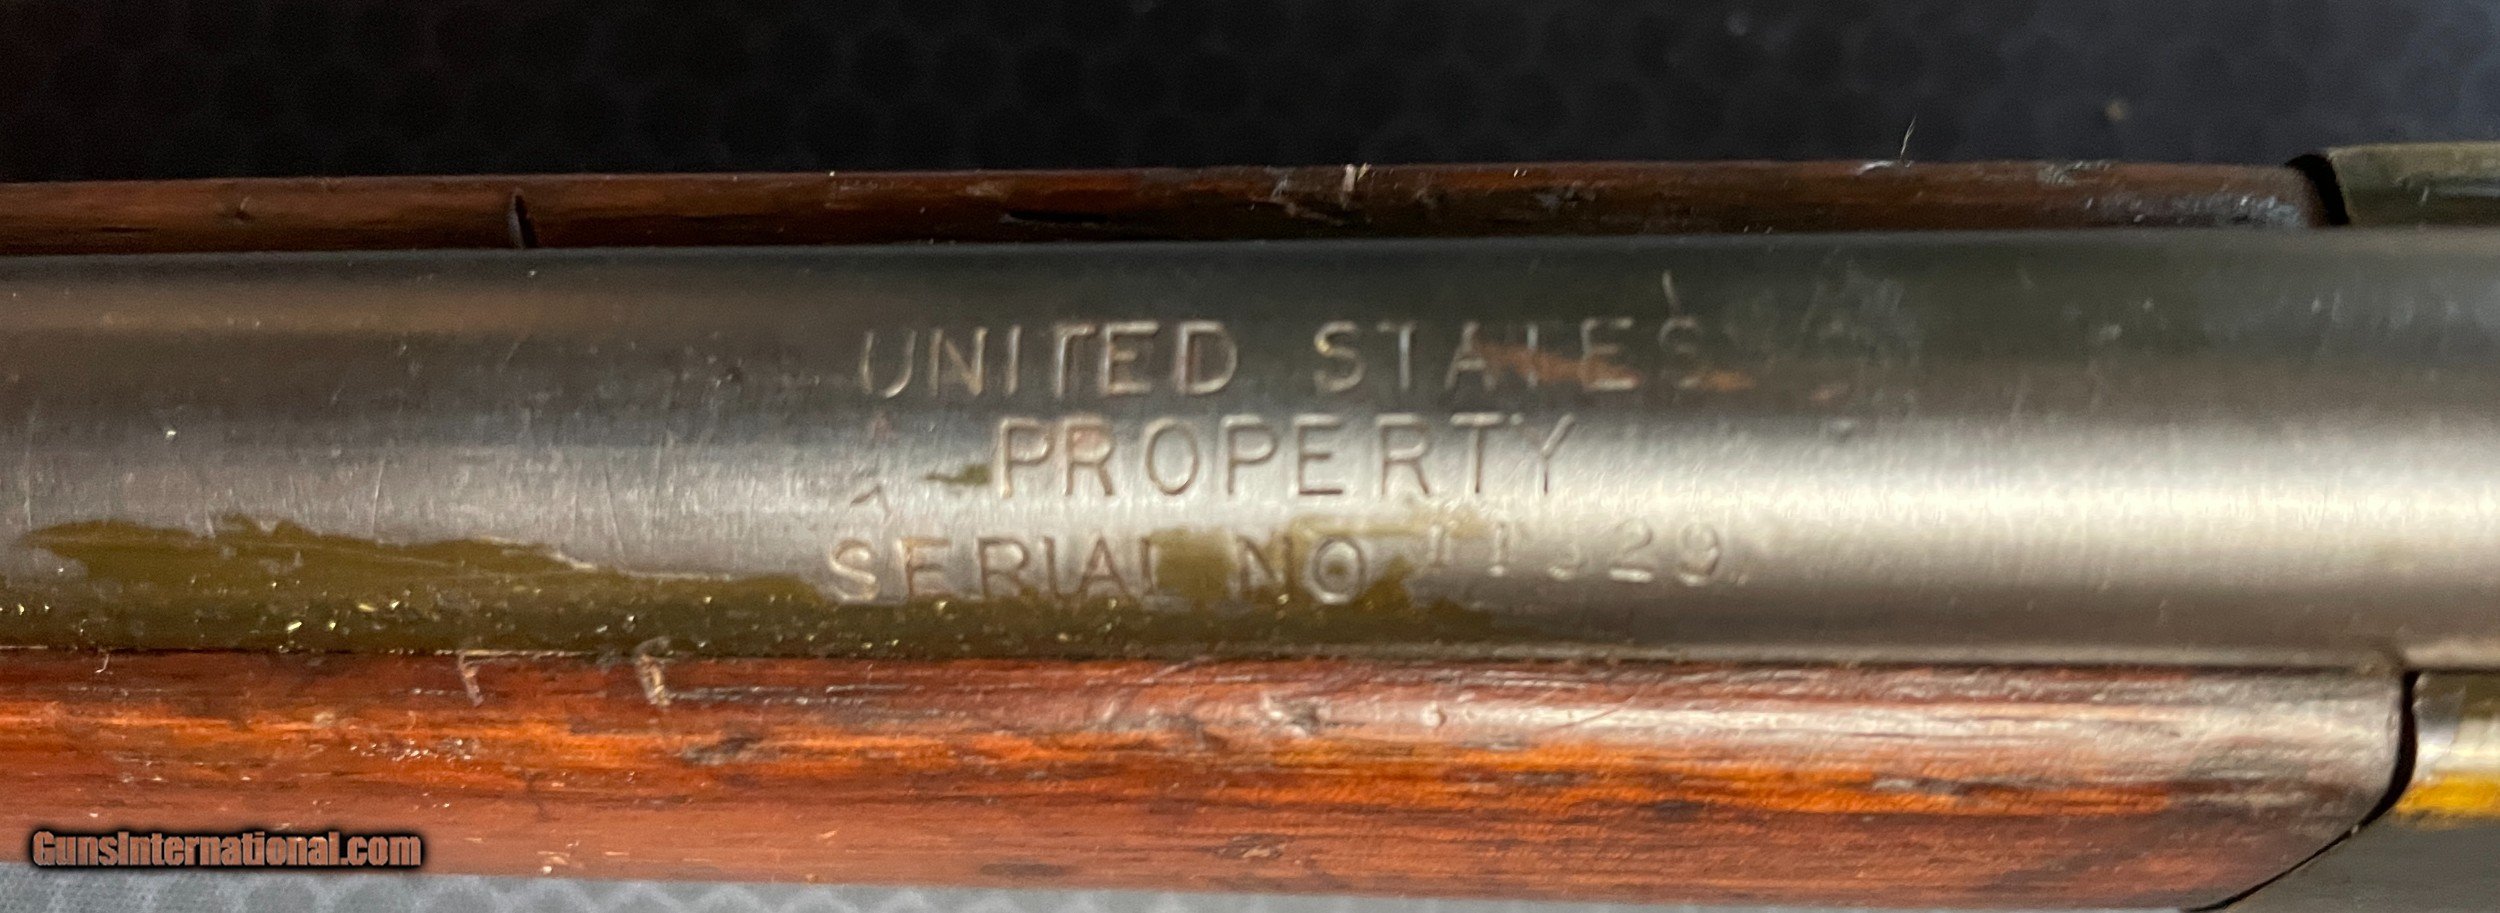 UNITED STATES
PROPERTY
SERIAL NO
GunsInternational.com